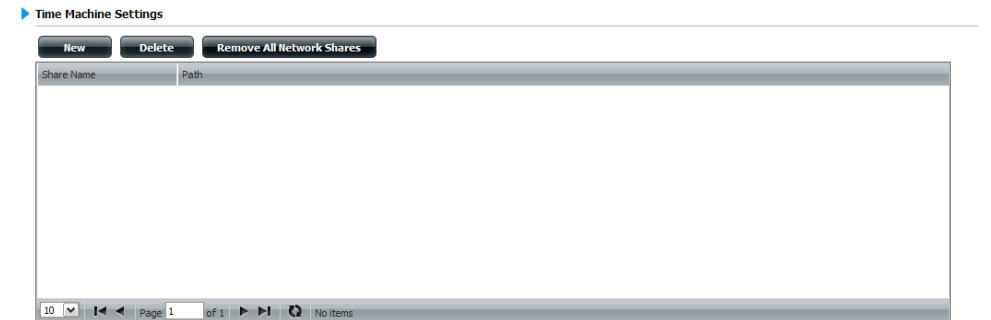 Time Machine Settings
New Delete Remove All Network Shares
Share Name Path
10 Page 1 of 1 No items